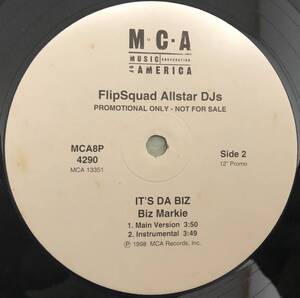 M·C·A
MUSIC CORPORATION
OF AMERICA
FlipSquad Allstar DJs
PROMOTIONAL ONLY - NOT FOR SALE
MCA8P
4290
MCA 13351
Side 2
12" Promo
IT'S DA BIZ
Biz Markie
1. Main Version 3:50
2. Instrumental 3:49
℗ 1998 MCA Records, Inc.